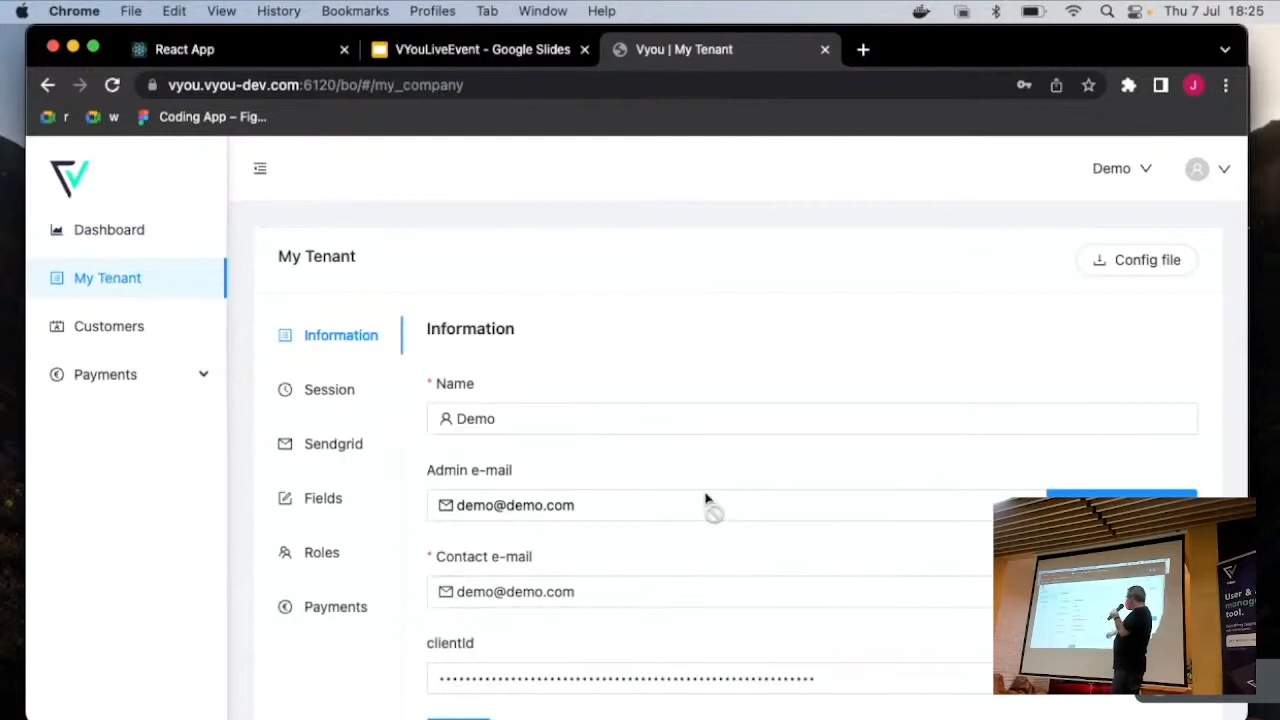 Chrome File Edit View History Bookmarks Profiles Tab Window Help Thu 7 Jul 18:25
React App VYouLiveEvent - Google Slides Vyou | My Tenant
vyou.vyou-dev.com:6120/bo/#/my_company J
r w Coding App – Fig...
Demo
Dashboard
My Tenant
Customers
Payments
My Tenant
Config file
Information
Session
Sendgrid
Fields
Roles
Payments
Information
* Name
Demo
Admin e-mail
demo@demo.com
* Contact e-mail
demo@demo.com
clientId
User &
tool.